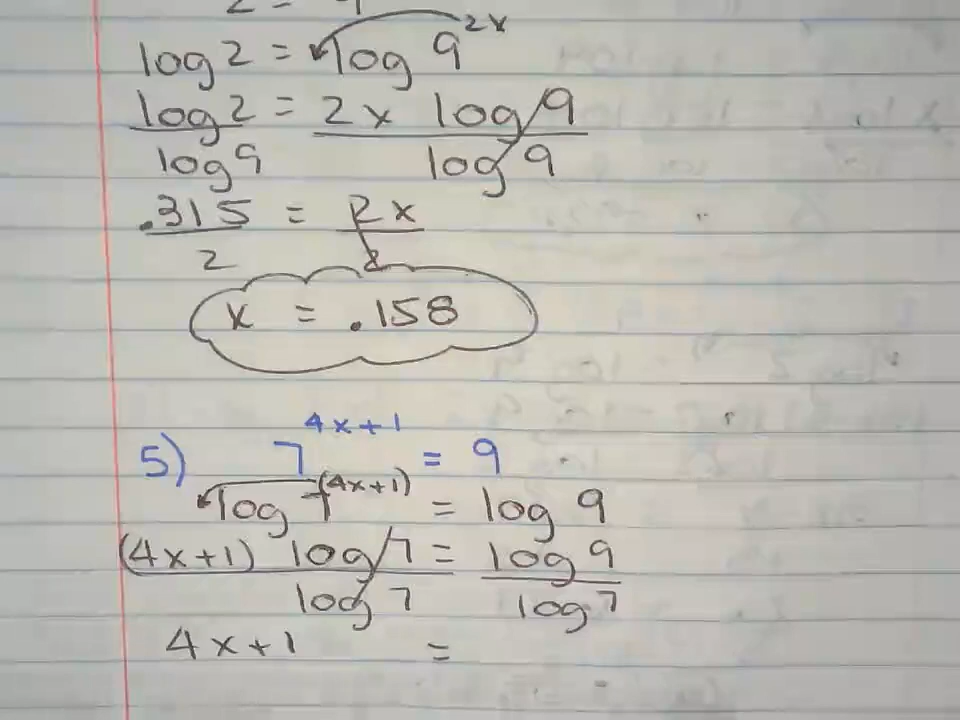 log 2 = log 9^2x
log 2 = 2x log 9
log 9 log 9
.315 = 2x
2 2
x = .158
5) 7^4x+1 = 9
log 7^(4x+1) = log 9
(4x+1) log 7 = log 9
log 7 log 7
4x+1 =